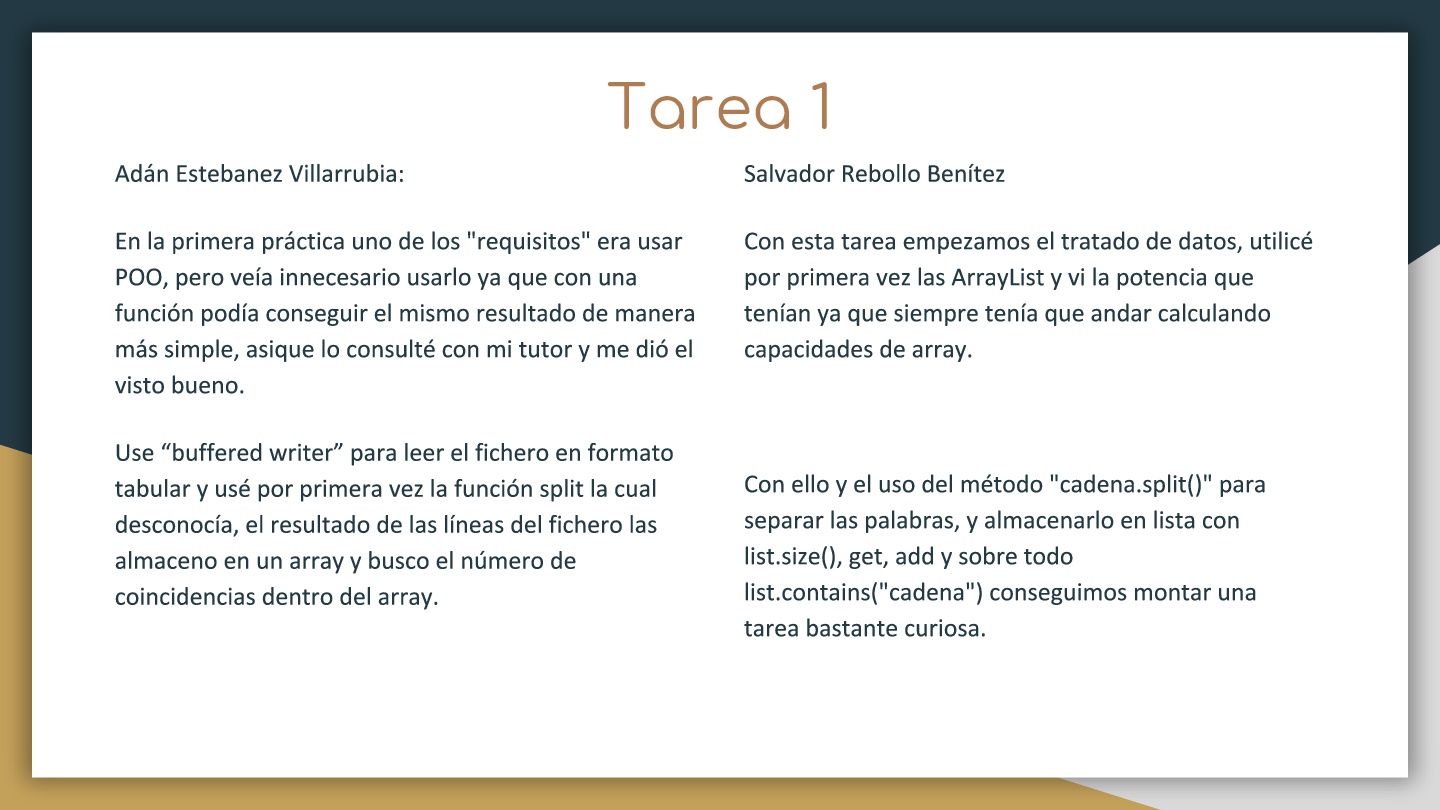 Tarea 1
Adán Estebanez Villarrubia:
En la primera práctica uno de los "requisitos" era usar
POO, pero veía innecesario usarlo ya que con una
función podía conseguir el mismo resultado de manera
más simple, asique lo consulté con mi tutor y me dió el
visto bueno.
Use “buffered writer” para leer el fichero en formato
tabular y usé por primera vez la función split la cual
desconocía, el resultado de las líneas del fichero las
almaceno en un array y busco el número de
coincidencias dentro del array.
Salvador Rebollo Benítez
Con esta tarea empezamos el tratado de datos, utilicé
por primera vez las ArrayList y vi la potencia que
tenían ya que siempre tenía que andar calculando
capacidades de array.
Con ello y el uso del método "cadena.split()" para
separar las palabras, y almacenarlo en lista con
list.size(), get, add y sobre todo
list.contains("cadena") conseguimos montar una
tarea bastante curiosa.